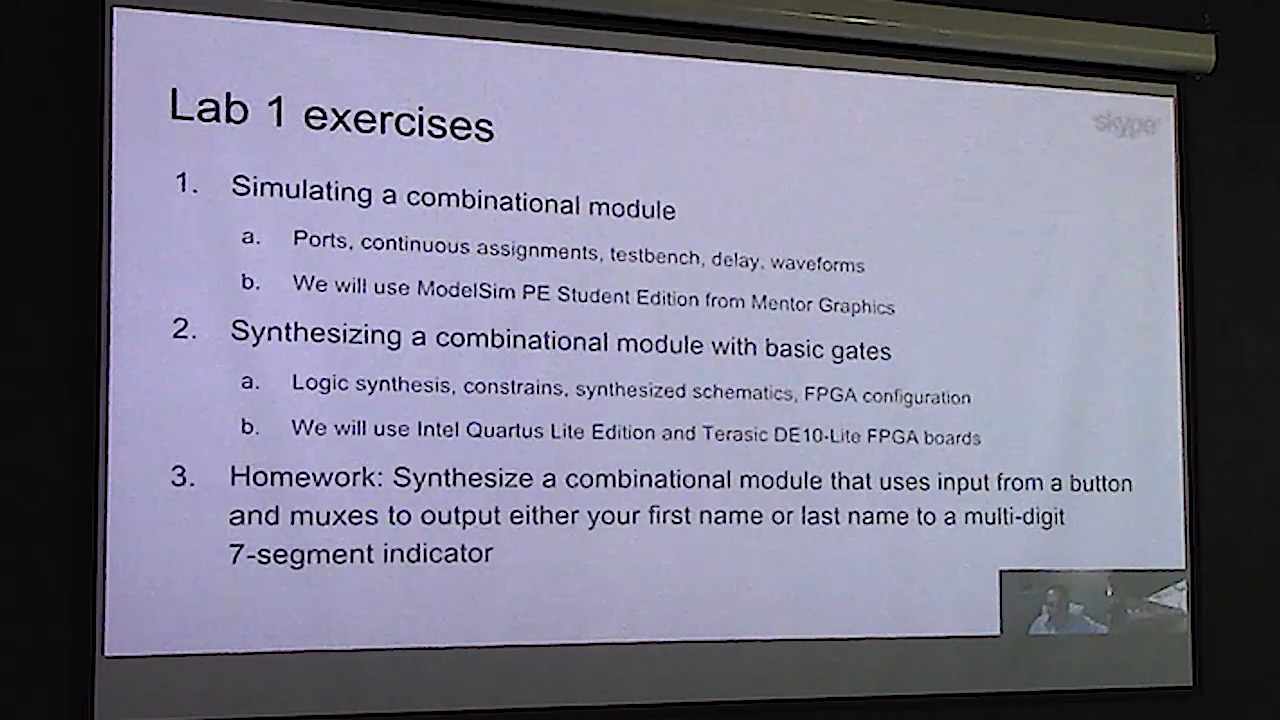 Lab 1 exercises
skype
1. Simulating a combinational module
a. Ports, continuous assignments, testbench, delay, waveforms
b. We will use ModelSim PE Student Edition from Mentor Graphics
2. Synthesizing a combinational module with basic gates
a. Logic synthesis, constrains, synthesized schematics, FPGA configuration
b. We will use Intel Quartus Lite Edition and Terasic DE10-Lite FPGA boards
3. Homework: Synthesize a combinational module that uses input from a button
and muxes to output either your first name or last name to a multi-digit
7-segment indicator